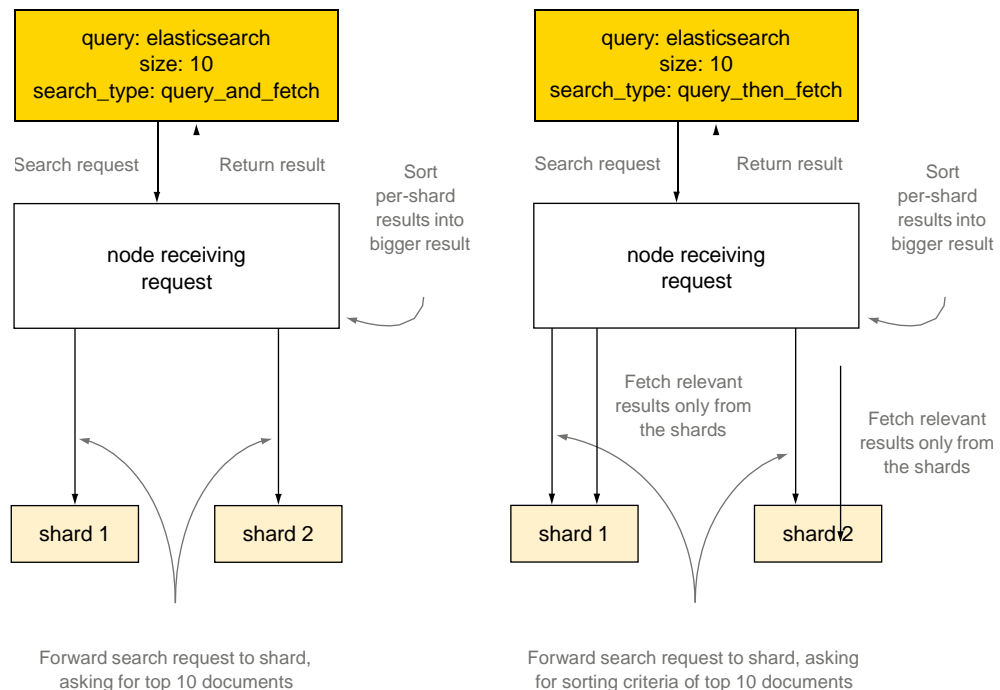 query: elasticsearch
size: 10
search_type: query_and_fetch
Search request
Return result
Sort
per-shard
results into
bigger result
node receiving
request
shard 1
shard 2
Forward search request to shard,
asking for top 10 documents
query: elasticsearch
size: 10
search_type: query_then_fetch
Search request
Return result
Sort
per-shard
results into
bigger result
node receiving
request
Fetch relevant
results only from
the shards
Fetch relevant
results only from
the shards
shard 1
shard 2
Forward search request to shard, asking
for sorting criteria of top 10 documents